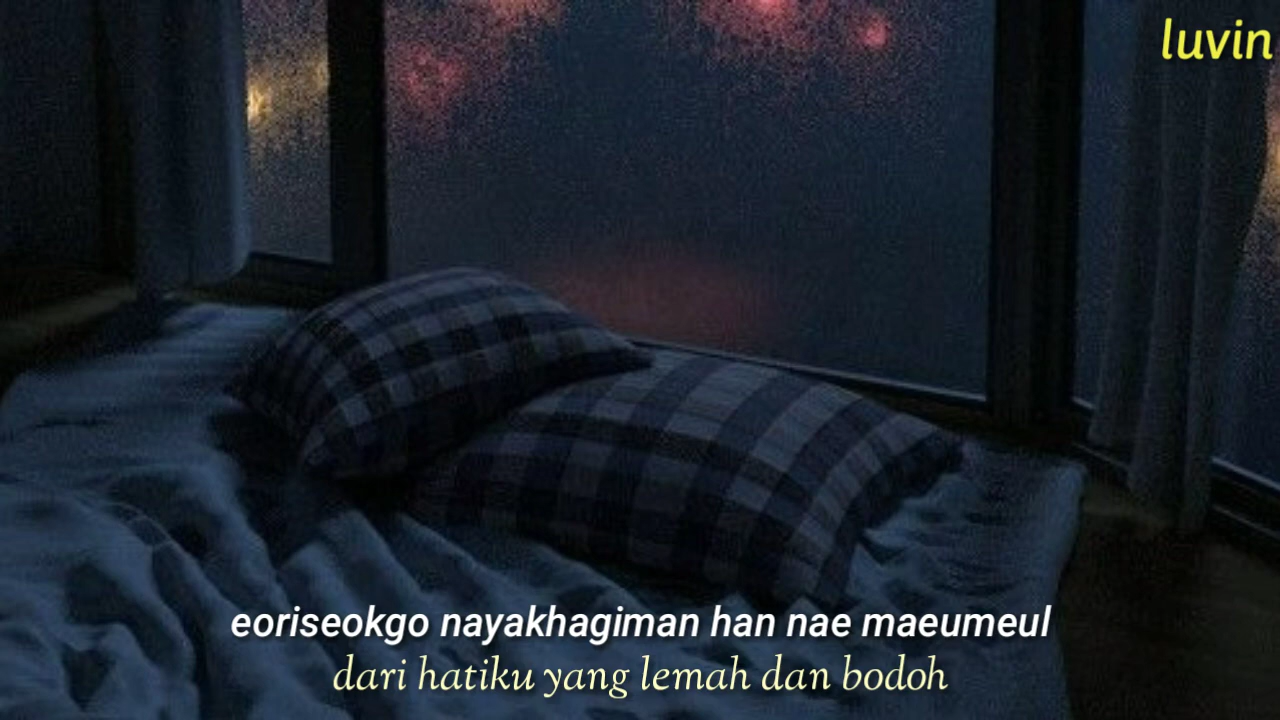 luvin
eoriseokgo nayakhagiman han nae maeumeul
dari hatiku yang lemah dan bodoh